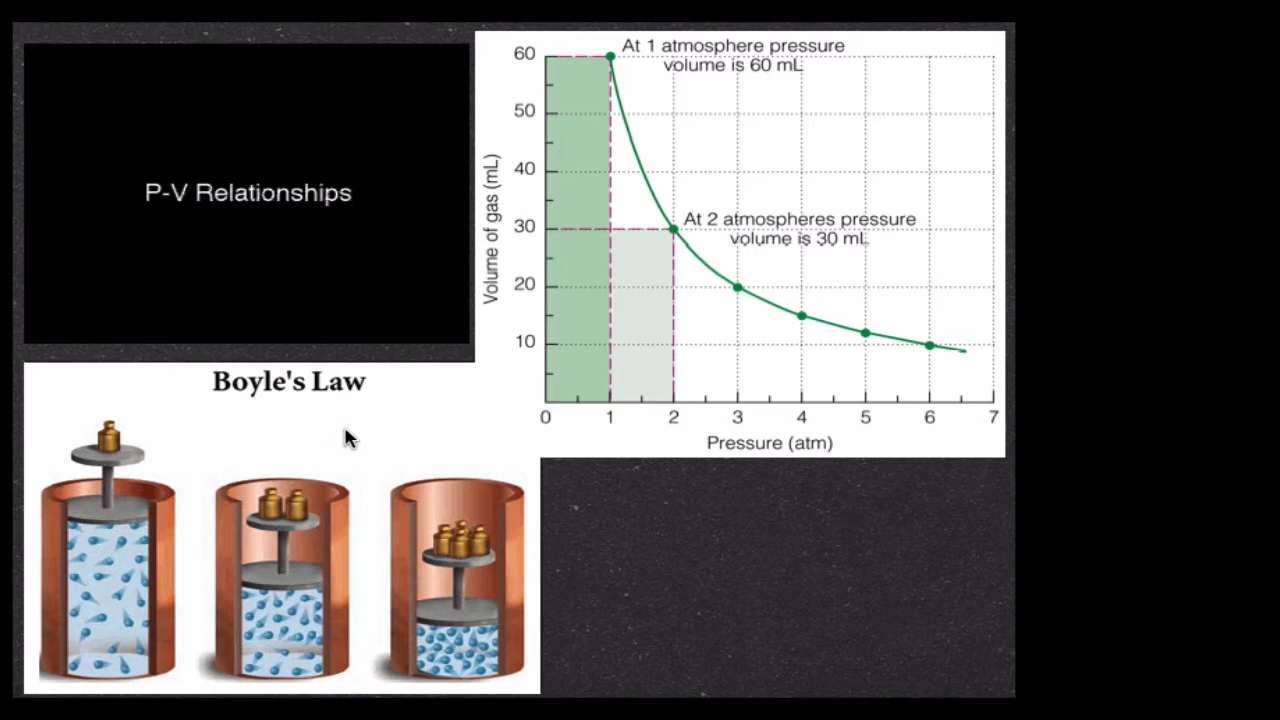 P-V Relationships
At 1 atmosphere pressure
volume is 60 mL
60
50
40
30
20
10
Volume of gas (mL)
At 2 atmospheres pressure
volume is 30 mL
0 1 2 3 4 5 6 7
Pressure (atm)
Boyle's Law